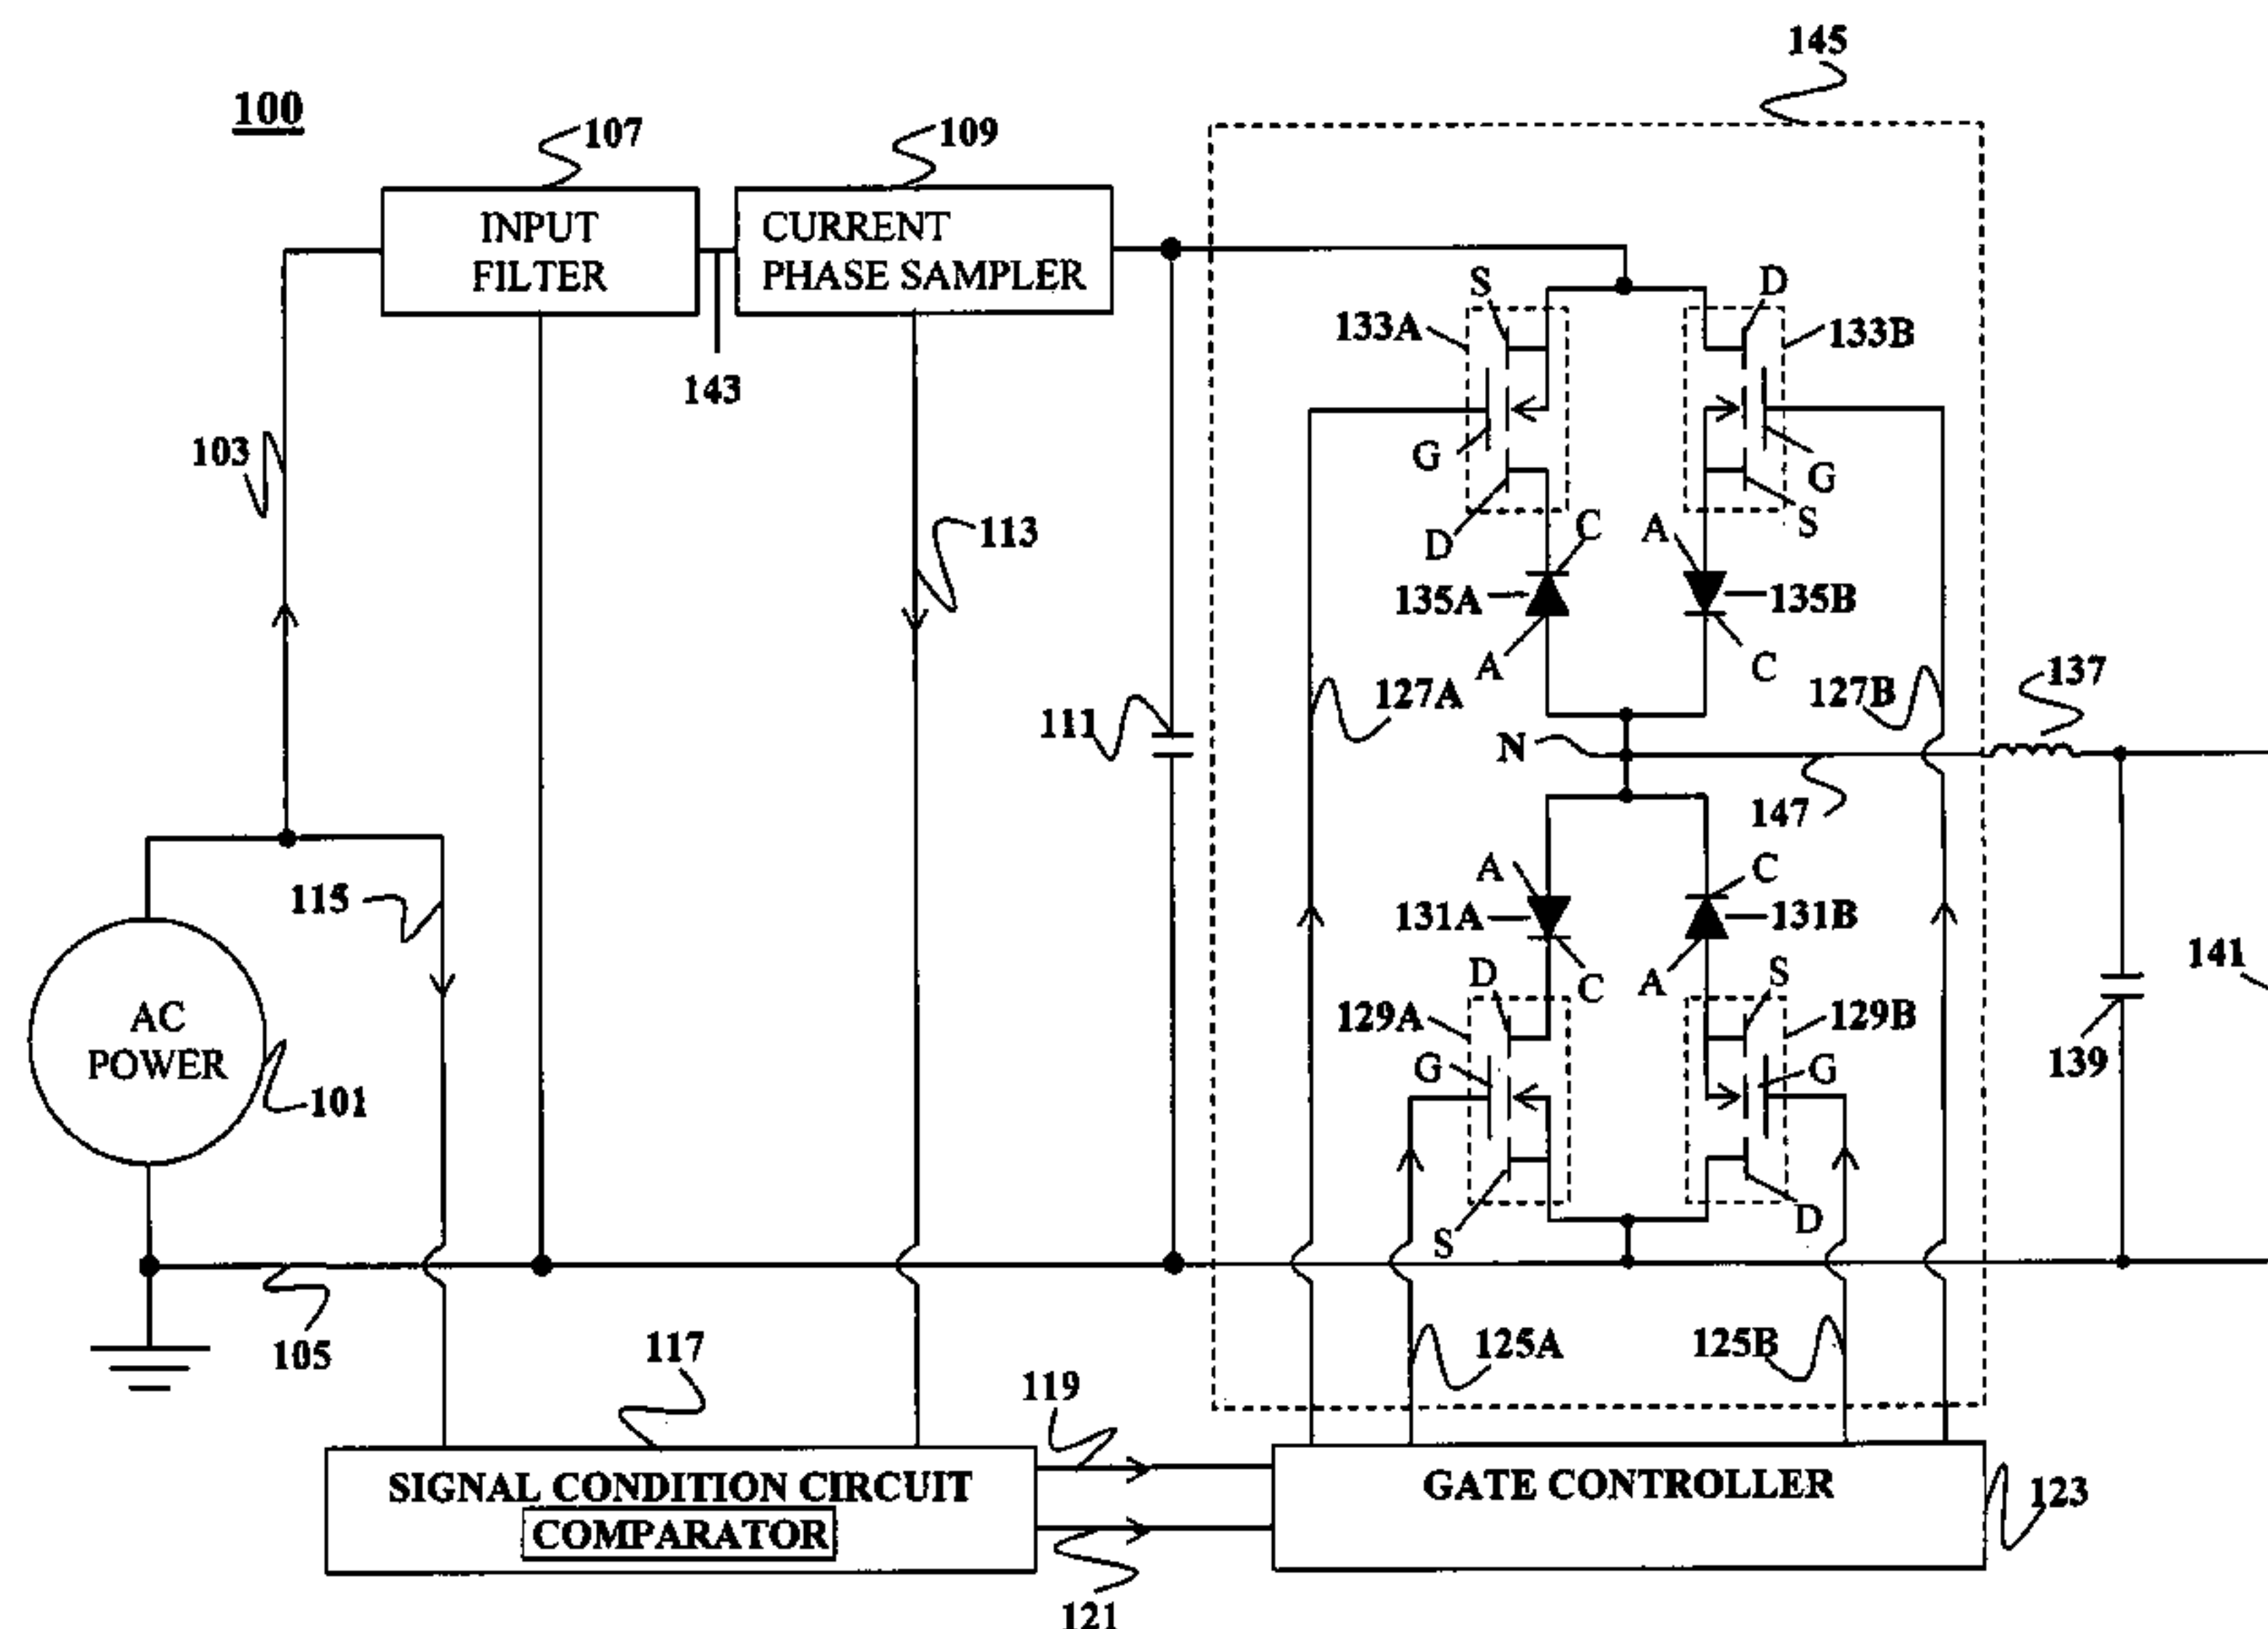 145
100
107
109
INPUT
FILTER
CURRENT
PHASE SAMPLER
S
D
133A
133B
143
103
G
G
D
C
A
S
113
135A
135B
A
C
137
111
127A
127B
N
147
115
A
C
131A
131B
141
D
C
A
S
AC
POWER
129A
129B
G
G
139
101
S
D
105
117
125A
125B
119
SIGNAL CONDITION CIRCUIT
COMPARATOR
GATE CONTROLLER
123
121